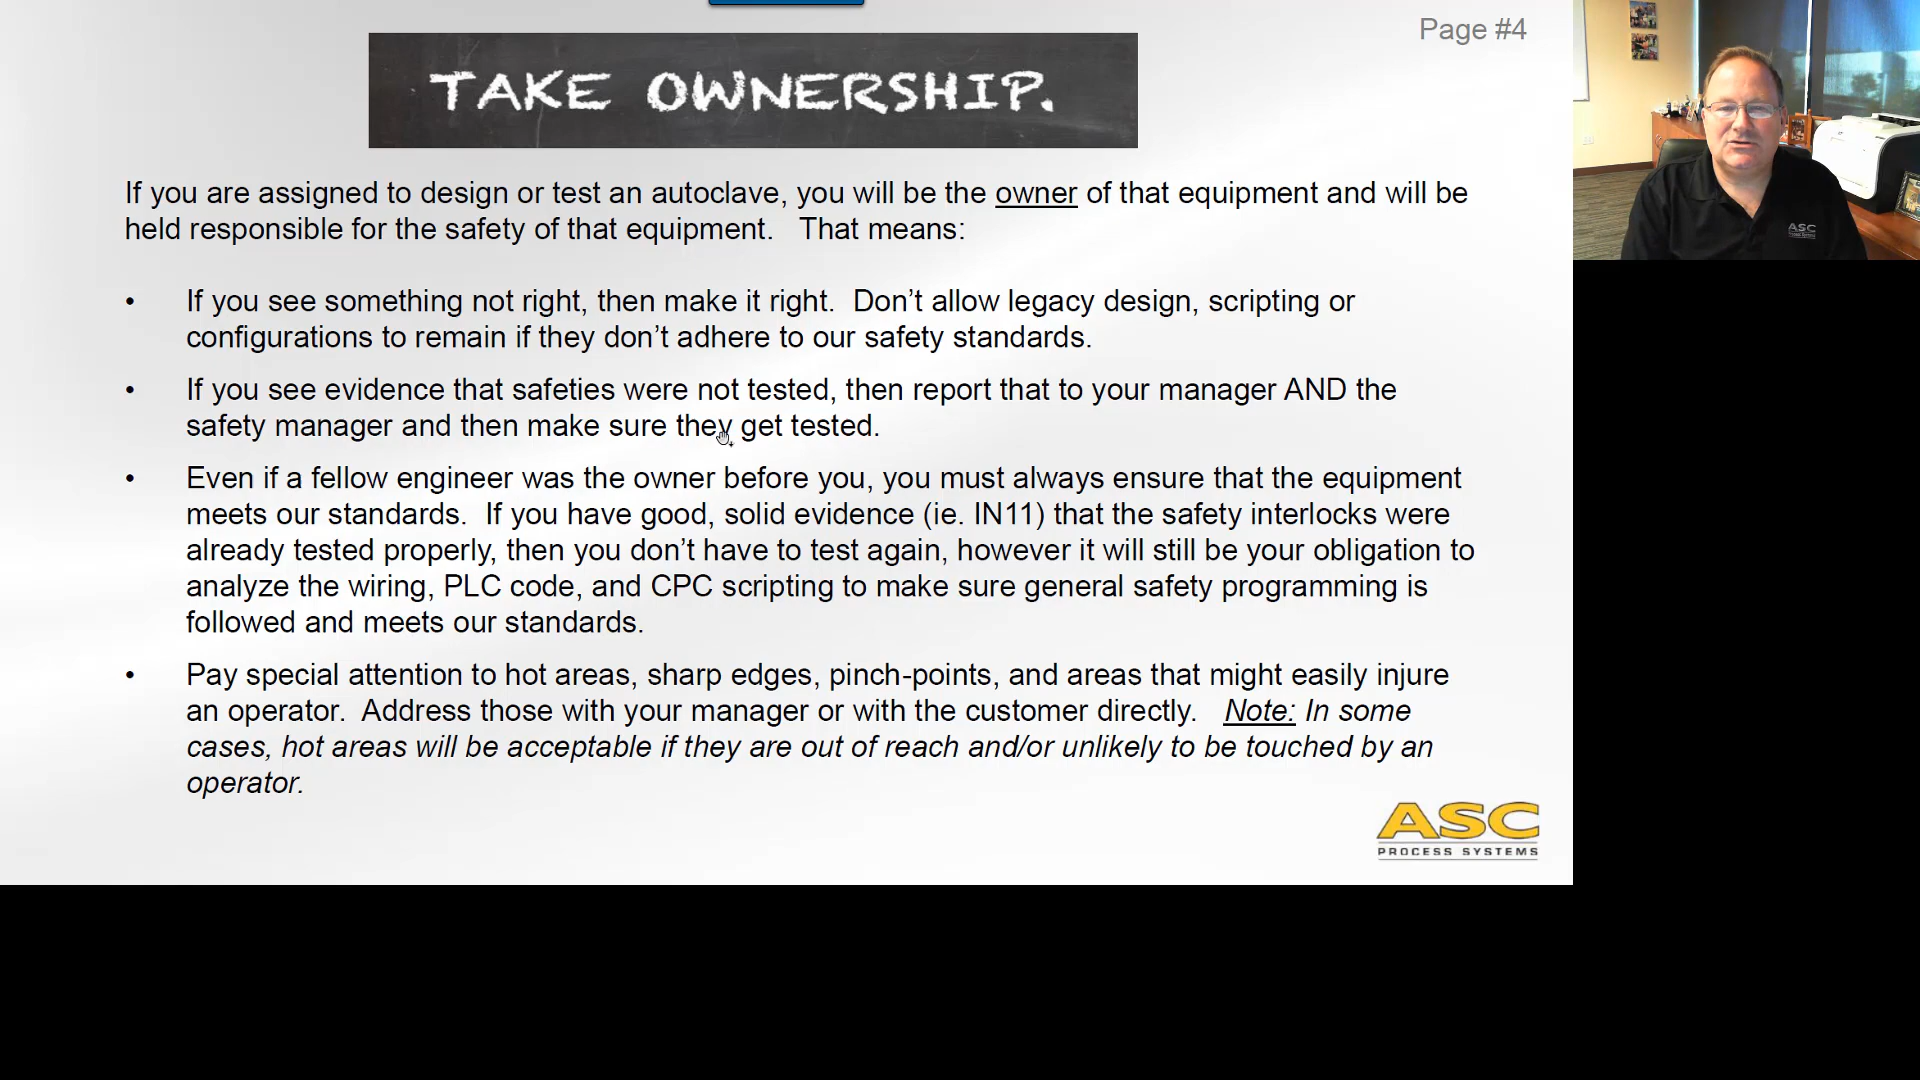 Page #4
TAKE OWNERSHIP.
If you are assigned to design or test an autoclave, you will be the owner of that equipment and will be
held responsible for the safety of that equipment.   That means:
•	If you see something not right, then make it right.  Don’t allow legacy design, scripting or
configurations to remain if they don’t adhere to our safety standards.
•	If you see evidence that safeties were not tested, then report that to your manager AND the
safety manager and then make sure they get tested.
•	Even if a fellow engineer was the owner before you, you must always ensure that the equipment
meets our standards.  If you have good, solid evidence (ie. IN11) that the safety interlocks were
already tested properly, then you don’t have to test again, however it will still be your obligation to
analyze the wiring, PLC code, and CPC scripting to make sure general safety programming is
followed and meets our standards.
•	Pay special attention to hot areas, sharp edges, pinch-points, and areas that might easily injure
an operator.  Address those with your manager or with the customer directly.   Note: In some
cases, hot areas will be acceptable if they are out of reach and/or unlikely to be touched by an
operator.
ASC
PROCESS SYSTEMS
ASC